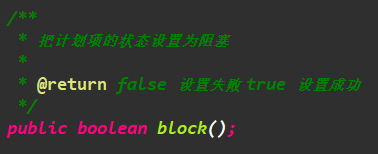 /**
 * 把计划项的状态设置为阻塞
 *
 * @return false 设置失败 true 设置成功
 */
public boolean block();